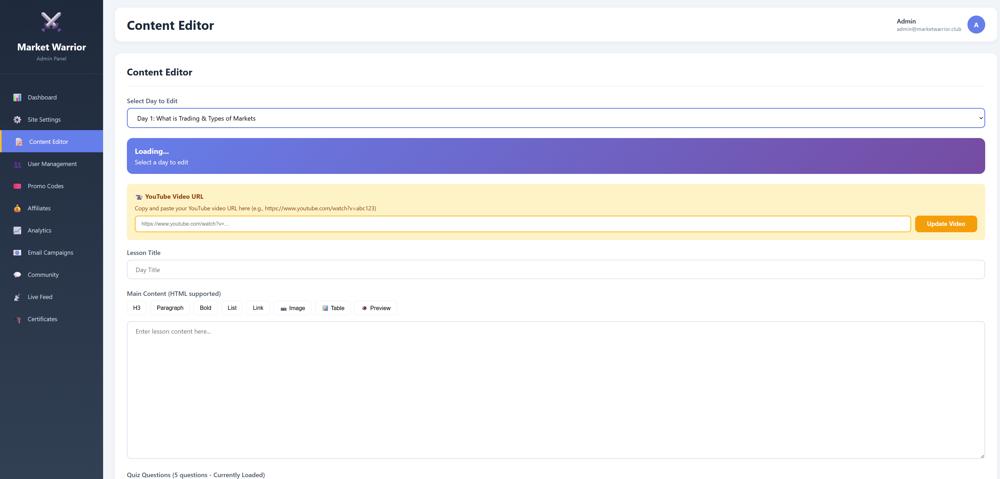 Market Warrior
Admin Panel
Dashboard
Site Settings
Content Editor
User Management
Promo Codes
Affiliates
Analytics
Email Campaigns
Community
Live Feed
Certificates
Content Editor
Admin
admin@marketwarrior.club
A
Content Editor
Select Day to Edit
Day 1: What is Trading & Types of Markets
Loading...
Select a day to edit
YouTube Video URL
Copy and paste your YouTube video URL here (e.g., https://www.youtube.com/watch?v=abc123)
https://www.youtube.com/watch?v=...
Update Video
Lesson Title
Day Title
Main Content (HTML supported)
H3 Paragraph Bold List Link Image Table Preview
Enter lesson content here...
Quiz Questions (5 questions - Currently Loaded)